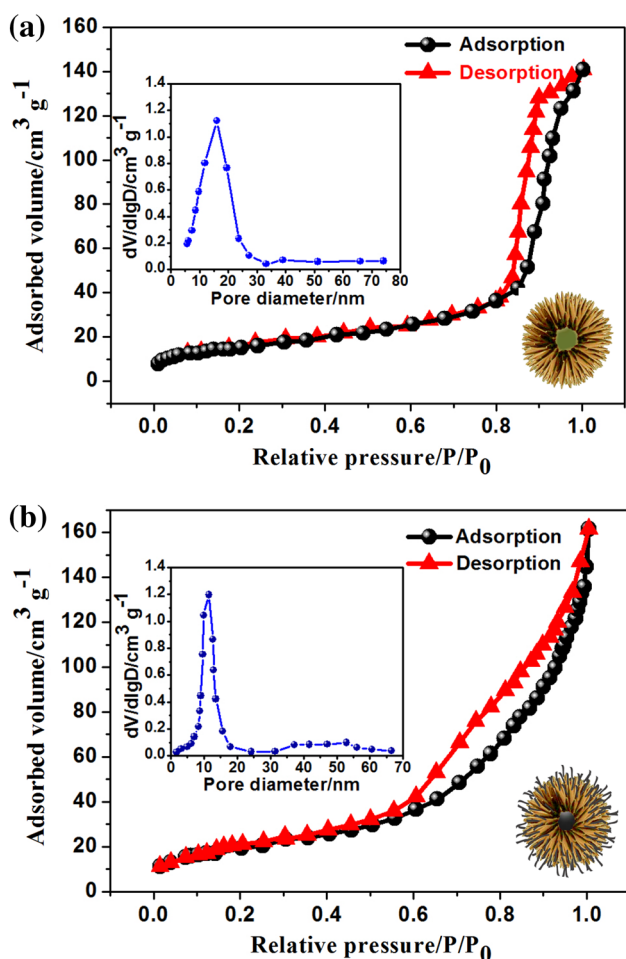 (a)
Adsorption
Desorption
Adsorbed volume/cm³ g⁻¹
160
140
120
100
80
60
40
20
0
dV/dlgD/cm³ g⁻¹
1.4
1.2
1.0
0.8
0.6
0.4
0.2
0.0
0 10 20 30 40 50 60 70 80
Pore diameter/nm
0.0 0.2 0.4 0.6 0.8 1.0
Relative pressure/P/P₀
(b)
Adsorption
Desorption
Adsorbed volume/cm³ g⁻¹
160
140
120
100
80
60
40
20
0
dV/dlgD/cm³ g⁻¹
1.4
1.2
1.0
0.8
0.6
0.4
0.2
0.0
0 10 20 30 40 50 60 70
Pore diameter/nm
0.0 0.2 0.4 0.6 0.8 1.0
Relative pressure/P/P₀